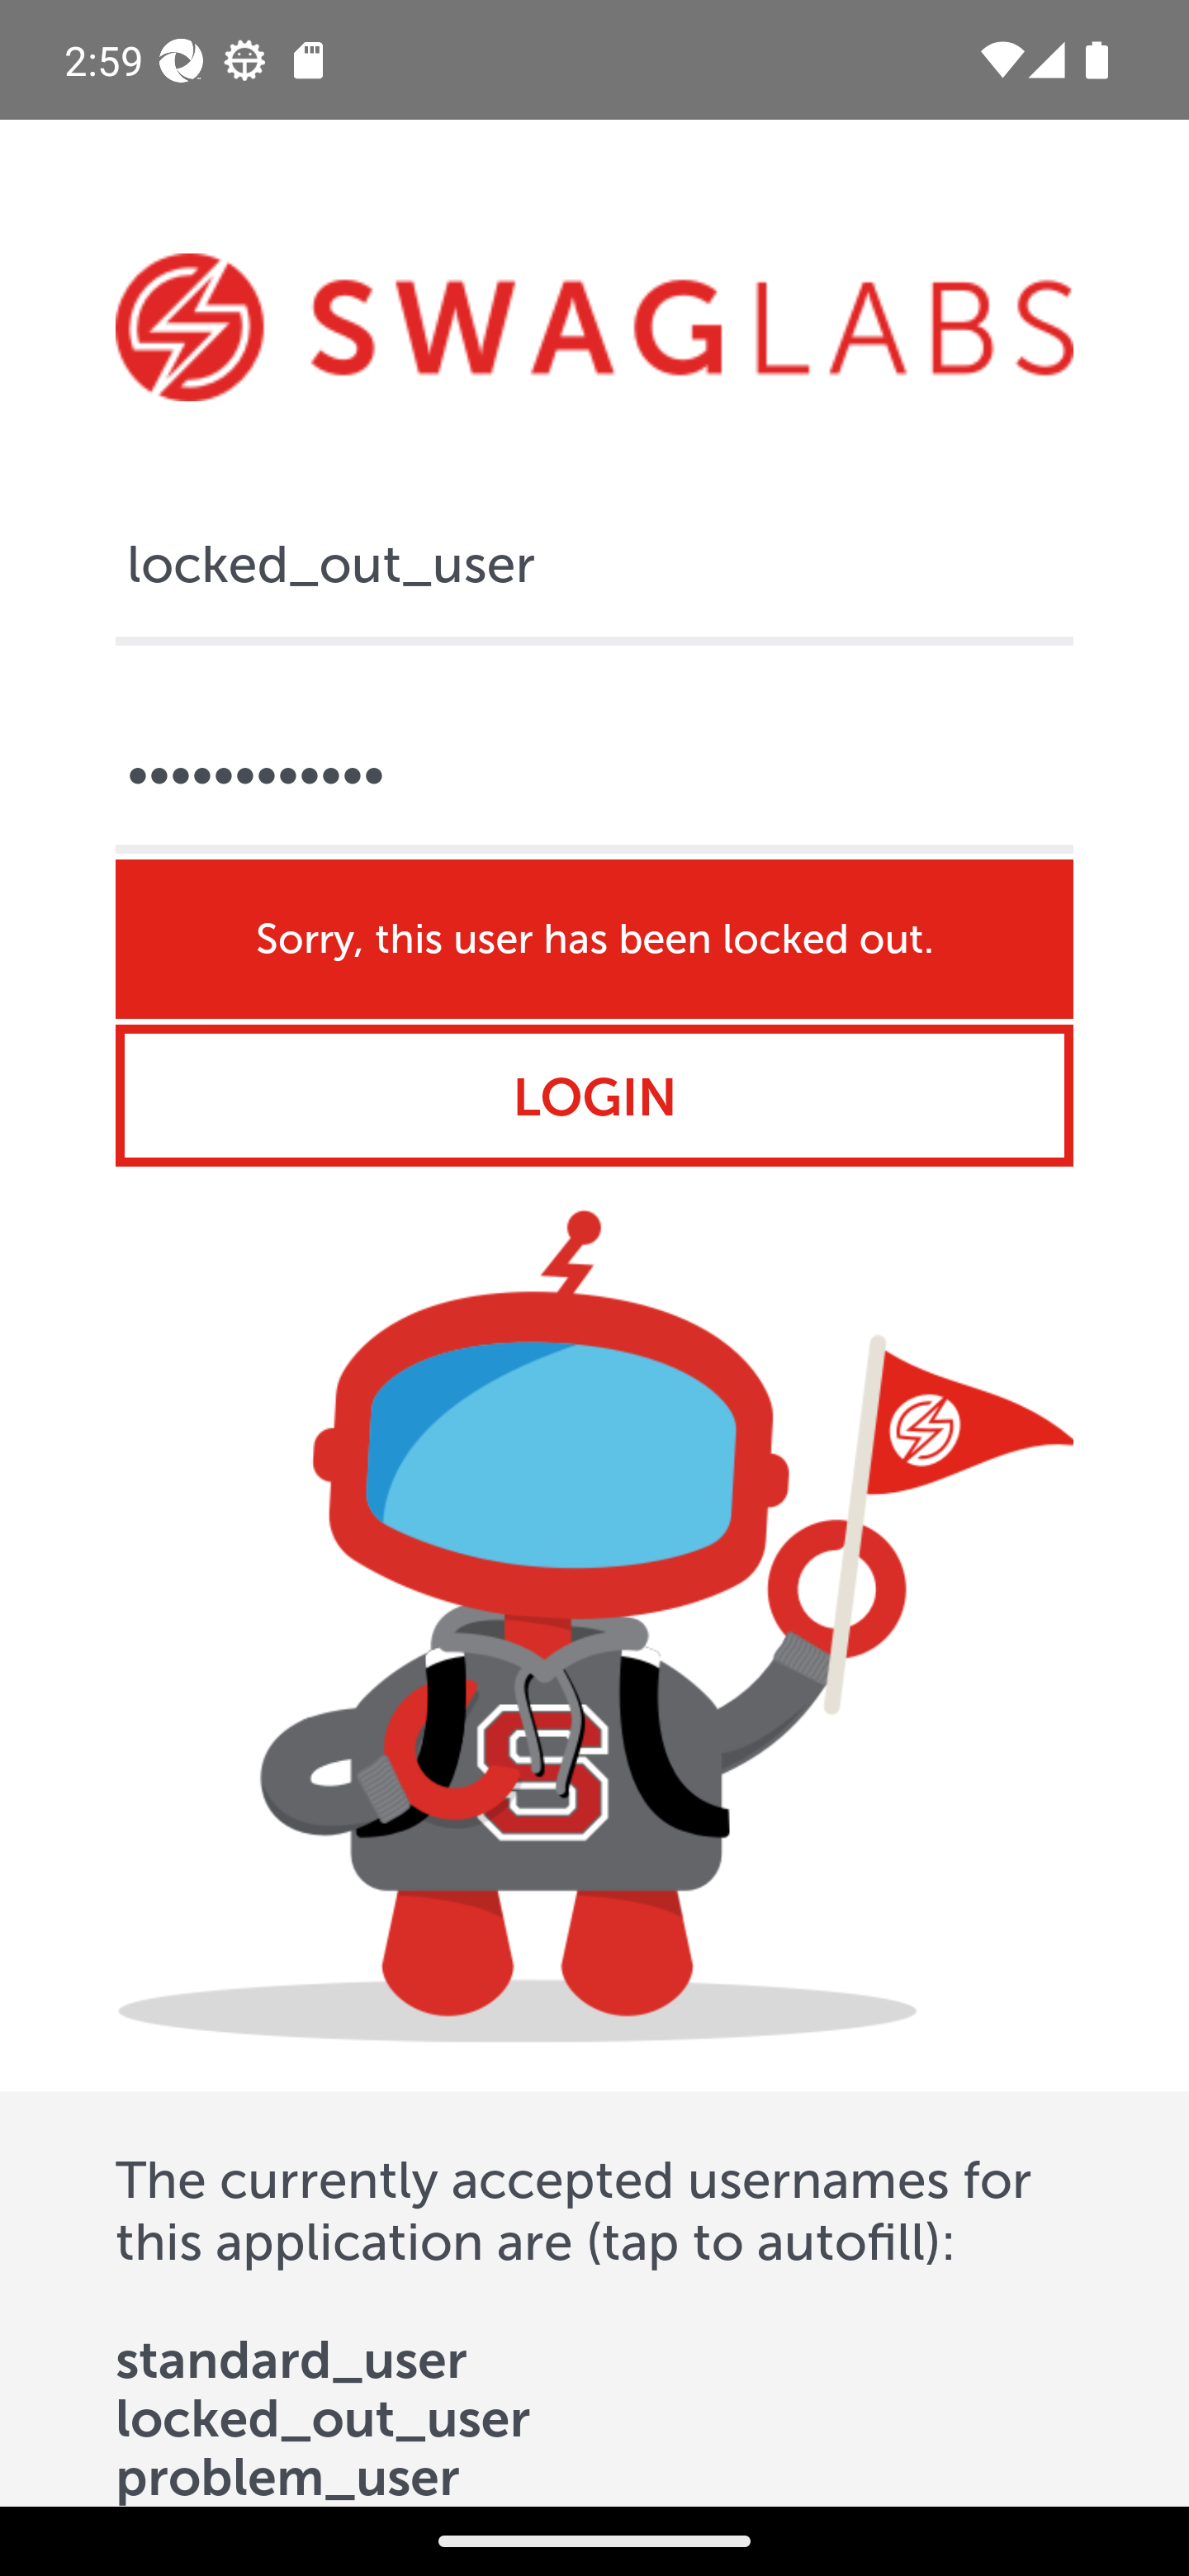 2:59
SWAGLABS
locked_out_user
••••••••••••
Sorry, this user has been locked out.
LOGIN
S
The currently accepted usernames for
this application are (tap to autofill):
standard_user
locked_out_user
problem_user